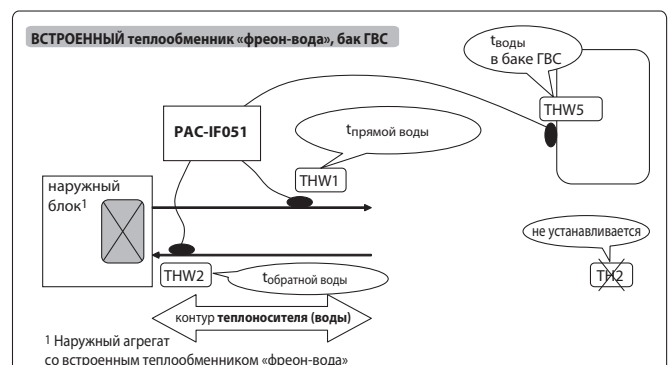 ВСТРОЕННЫЙ теплообменник «фреон-вода», бак ГВС
tводы
в баке ГВС
THW5
PAC-IF051
tпрямой воды
THW1
наружный
блок1
не устанавливается
TH2
THW2
tобратной воды
контур теплоносителя (воды)
1 Наружный агрегат
со встроенным теплообменником «фреон-вода»